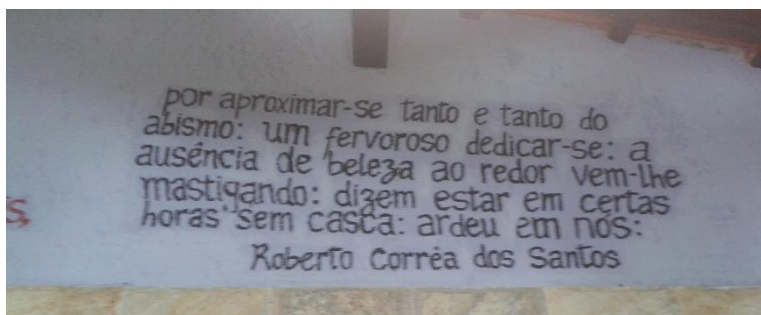 por aproximar-se tanto e tanto do
abismo: um fervoroso dedicar-se: a
ausência de beleza ao redor vem-lhe
mastigando: dizem estar em certas
horas sem casca: ardeu em nós:
Roberto Corrêa dos Santos
s,